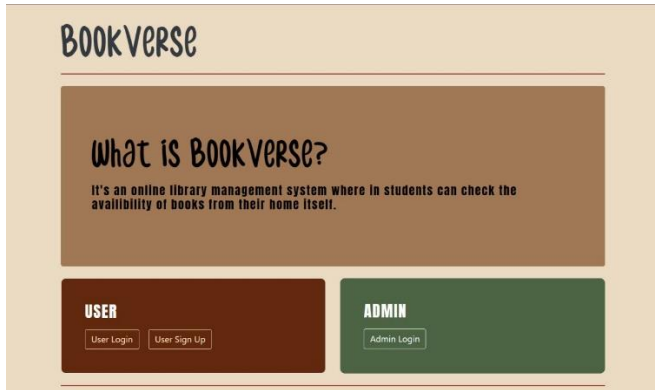 BOOKVERSE
What is BOOKVERSE?
It's an online library management system where in students can check the
availibility of books from their home itself.
USER
User Login User Sign Up
ADMIN
Admin Login